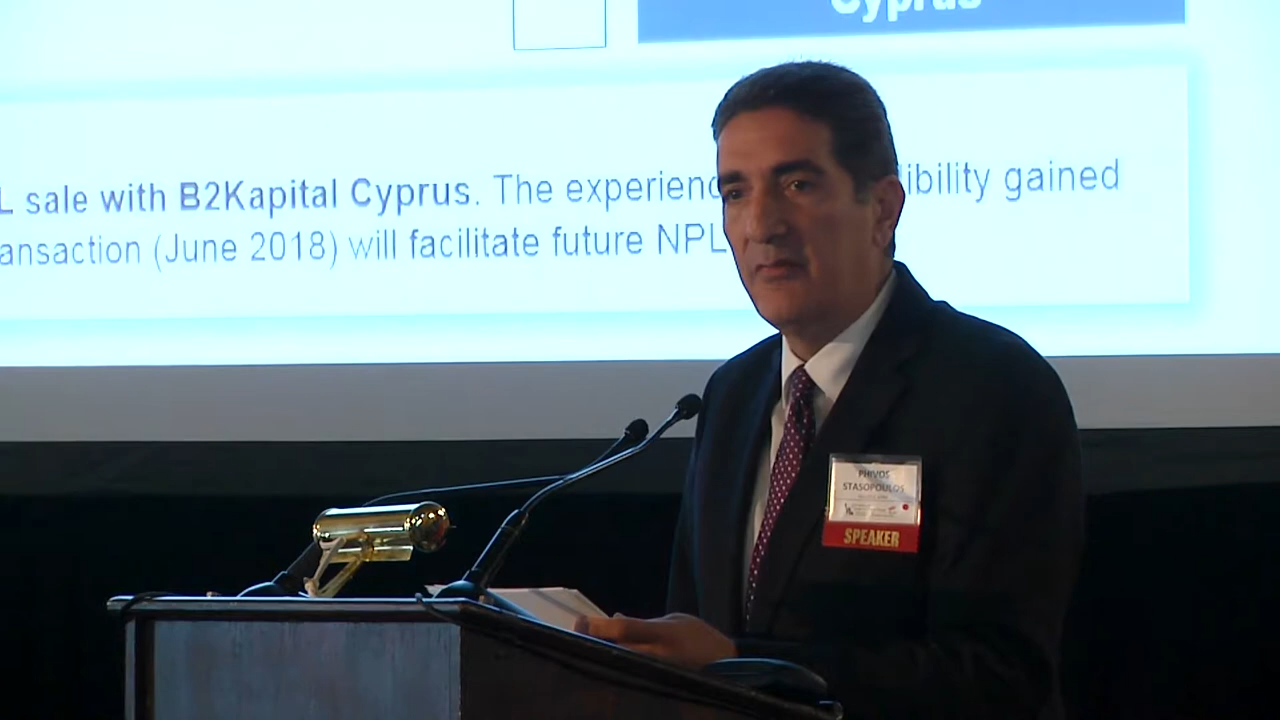 Cyprus
L sale with B2Kapital Cyprus. The experienc ibility gained
ansaction (June 2018) will facilitate future NPL
PHIVOS
STASOPOULOS
SPEAKER